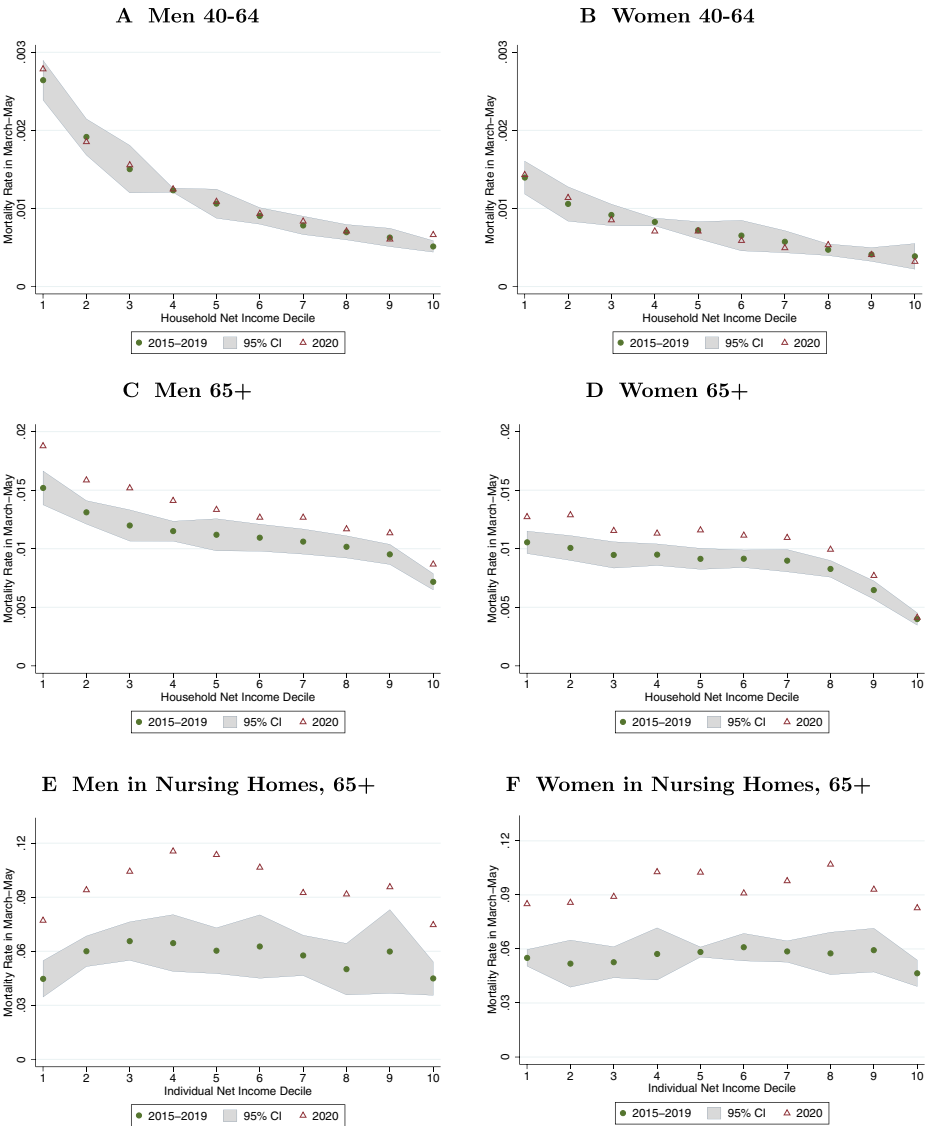 A Men 40-64
Mortality Rate in March–May
.003
.002
.001
0
1 2 3 4 5 6 7 8 9 10
Household Net Income Decile
2015–2019 95% CI 2020
B Women 40-64
Mortality Rate in March–May
.003
.002
.001
0
1 2 3 4 5 6 7 8 9 10
Household Net Income Decile
2015–2019 95% CI 2020
C Men 65+
Mortality Rate in March–May
.02
.015
.01
.005
0
1 2 3 4 5 6 7 8 9 10
Household Net Income Decile
2015–2019 95% CI 2020
D Women 65+
Mortality Rate in March–May
.02
.015
.01
.005
0
1 2 3 4 5 6 7 8 9 10
Household Net Income Decile
2015–2019 95% CI 2020
E Men in Nursing Homes, 65+
Mortality Rate in March–May
.12
.09
.06
.03
0
1 2 3 4 5 6 7 8 9 10
Individual Net Income Decile
2015–2019 95% CI 2020
F Women in Nursing Homes, 65+
Mortality Rate in March–May
.12
.09
.06
.03
0
1 2 3 4 5 6 7 8 9 10
Individual Net Income Decile
2015–2019 95% CI 2020